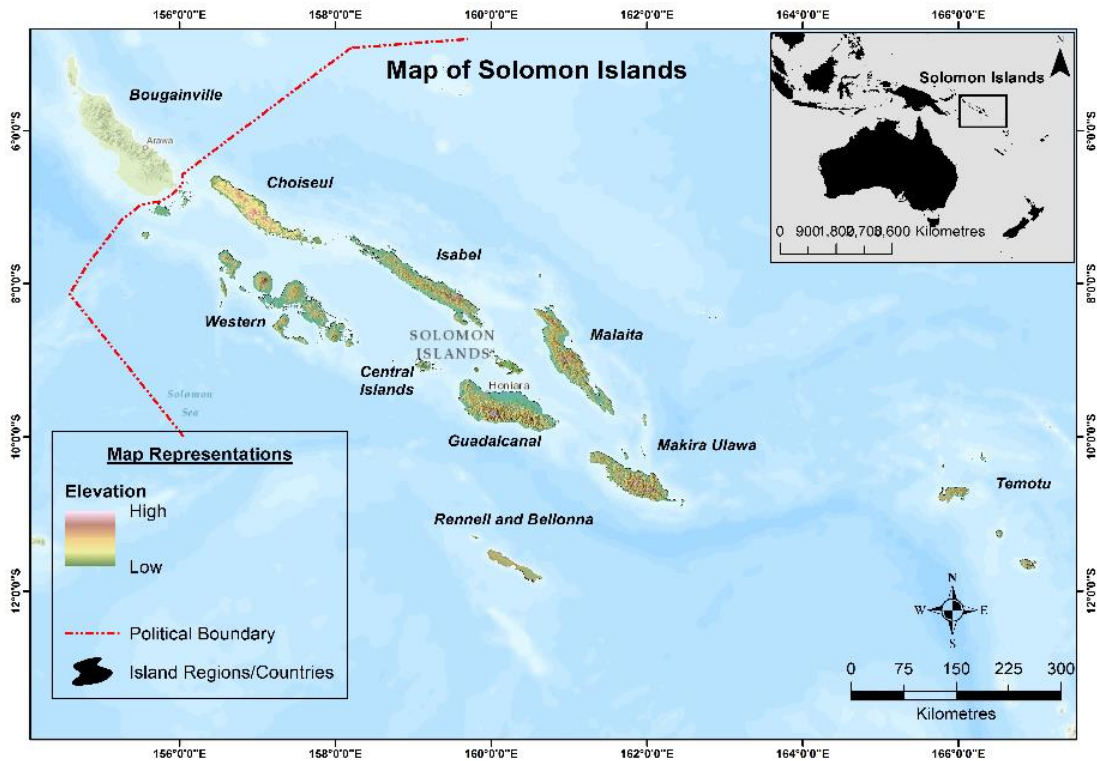 156°0'0"E 158°0'0"E 160°0'0"E 162°0'0"E 164°0'0"E 166°0'0"E
Map of Solomon Islands
Solomon Islands
N
0 900 1,800 2,700 3,600 Kilometres
Bougainville
Arawa
Choiseul
Isabel
Western
SOLOMON
ISLANDS
Malaita
Central
Islands
Honiara
Solomon
Sea
Guadalcanal
Makira Ulawa
Temotu
Rennell and Bellonna
6°0'0"S
8°0'0"S
10°0'0"S
12°0'0"S
6°0'0"S
8°0'0"S
10°0'0"S
12°0'0"S
Map Representations
Elevation
High
Low
Political Boundary
Island Regions/Countries
N
W E
S
0 75 150 225 300
Kilometres
156°0'0"E 158°0'0"E 160°0'0"E 162°0'0"E 164°0'0"E 166°0'0"E